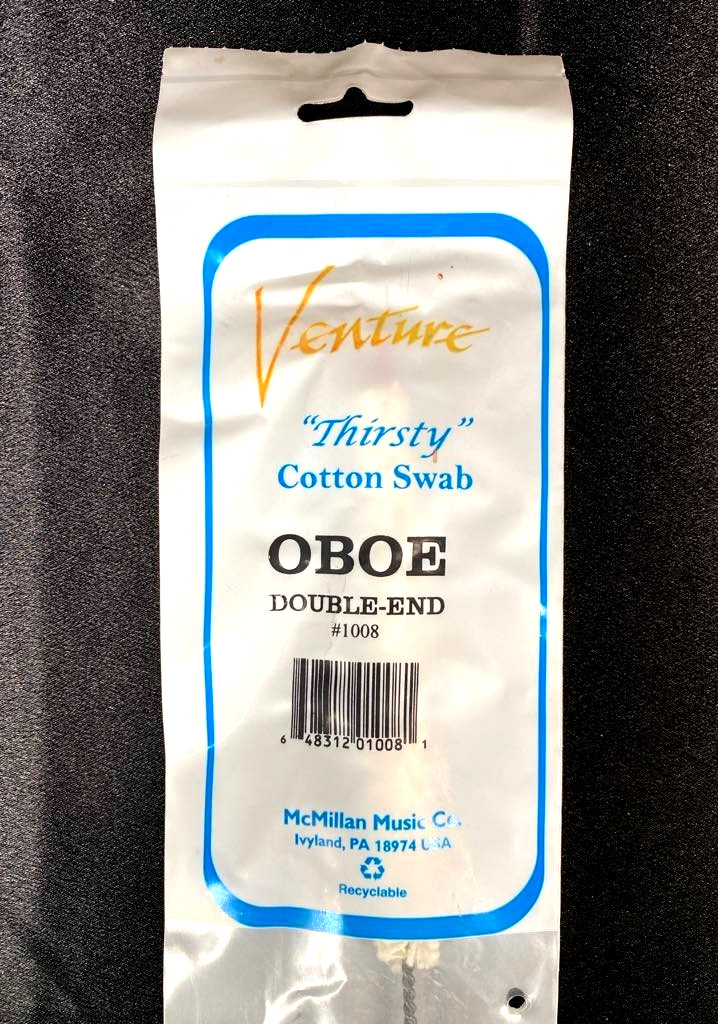 Venture
“Thirsty”
Cotton Swab
OBOE
DOUBLE-END
#1008
6 48312 01008 1
McMillan Music Co.
Ivyland, PA 18974 USA
Recyclable